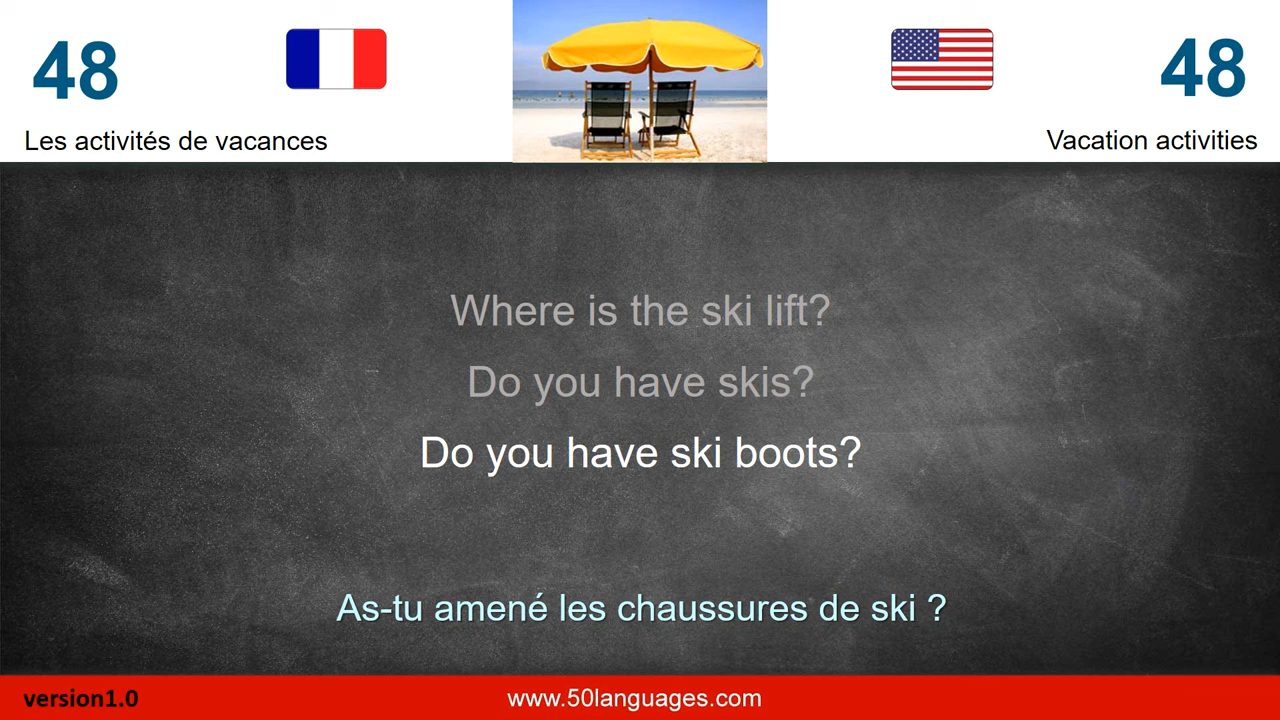 48
48
Les activités de vacances
Vacation activities
Where is the ski lift?
Do you have skis?
Do you have ski boots?
As-tu amené les chaussures de ski ?
version1.0
www.50languages.com